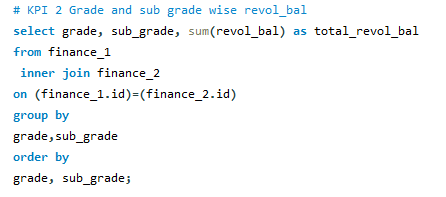 # KPI 2 Grade and sub grade wise revol_bal
select grade, sub_grade, sum(revol_bal) as total_revol_bal
from finance_1
inner join finance_2
on (finance_1.id)=(finance_2.id)
group by
grade,sub_grade
order by
grade, sub_grade;